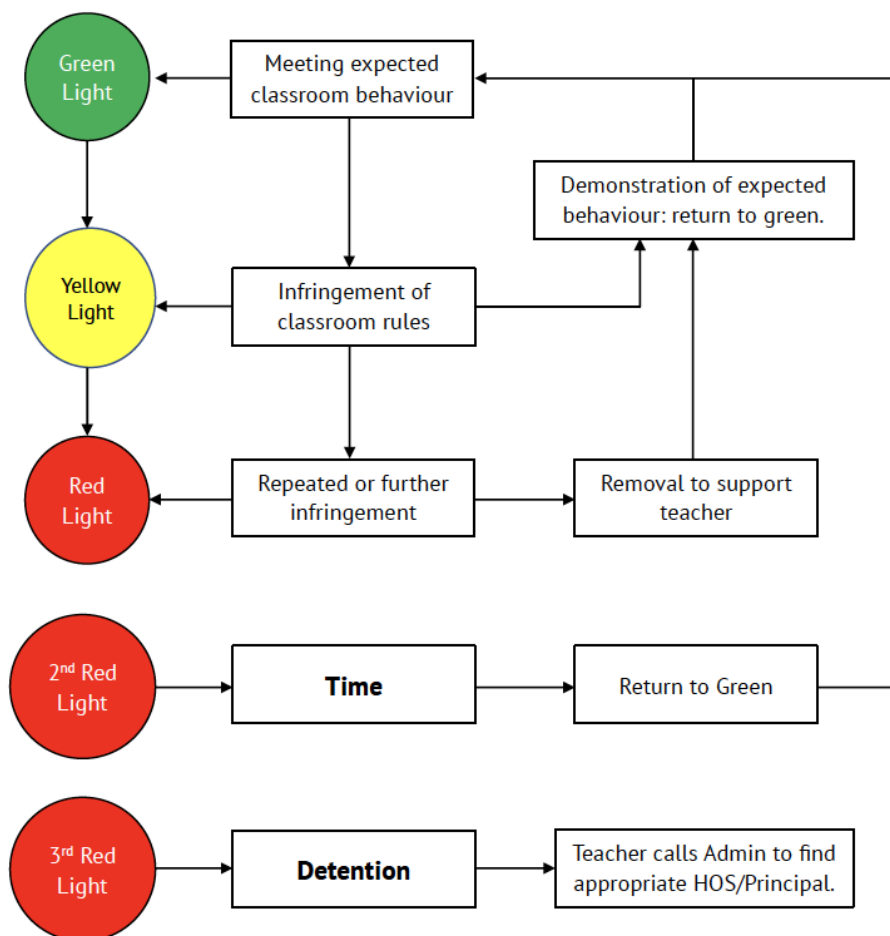 Green
Light
Meeting expected
classroom behaviour
Demonstration of expected
behaviour: return to green.
Yellow
Light
Infringement of
classroom rules
Red
Light
Repeated or further
infringement
Removal to support
teacher
2nd Red
Light
Time
Return to Green
3rd Red
Light
Detention
Teacher calls Admin to find
appropriate HOS/Principal.